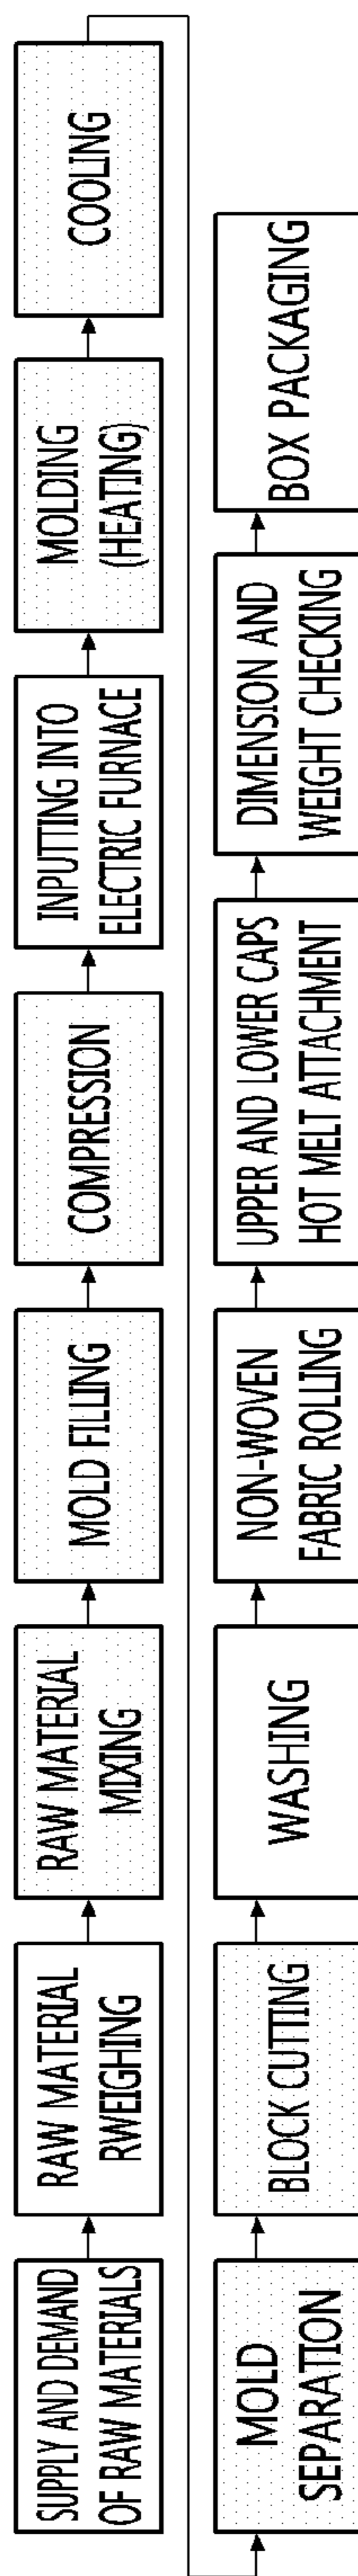 SUPPLY AND DEMAND
OF RAW MATERIALS
RAW MATERIAL
RWEIGHING
RAW MATERIAL
MIXING
MOLD FILLING
COMPRESSION
INPUTTING INTO
ELECTRIC FURNACE
MOLDING
(HEATING)
COOLING
MOLD
SEPARATION
BLOCK CUTTING
WASHING
NON-WOVEN
FABRIC ROLLING
UPPER AND LOWER CAPS
HOT MELT ATTACHMENT
DIMENSION AND
WEIGHT CHECKING
BOX PACKAGING